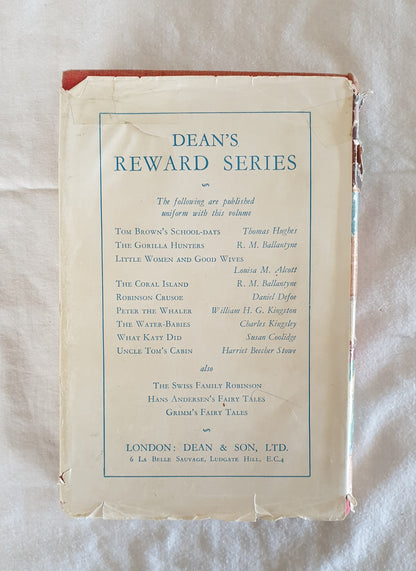 DEAN'S
REWARD SERIES
The following are published
uniform with this volume
TOM BROWN'S SCHOOL-DAYS Thomas Hughes
THE GORILLA HUNTERS R. M. Ballantyne
LITTLE WOMEN AND GOOD WIVES
Louisa M. Alcott
THE CORAL ISLAND R. M. Ballantyne
ROBINSON CRUSOE Daniel Defoe
PETER THE WHALER William H. G. Kingston
THE WATER-BABIES Charles Kingsley
WHAT KATY DID Susan Coolidge
UNCLE TOM'S CABIN Harriet Beecher Stowe
also
THE SWISS FAMILY ROBINSON
HANS ANDERSEN'S FAIRY TALES
GRIMM'S FAIRY TALES
LONDON: DEAN & SON, LTD.
6 LA BELLE SAUVAGE, LUDGATE HILL, E.C.4